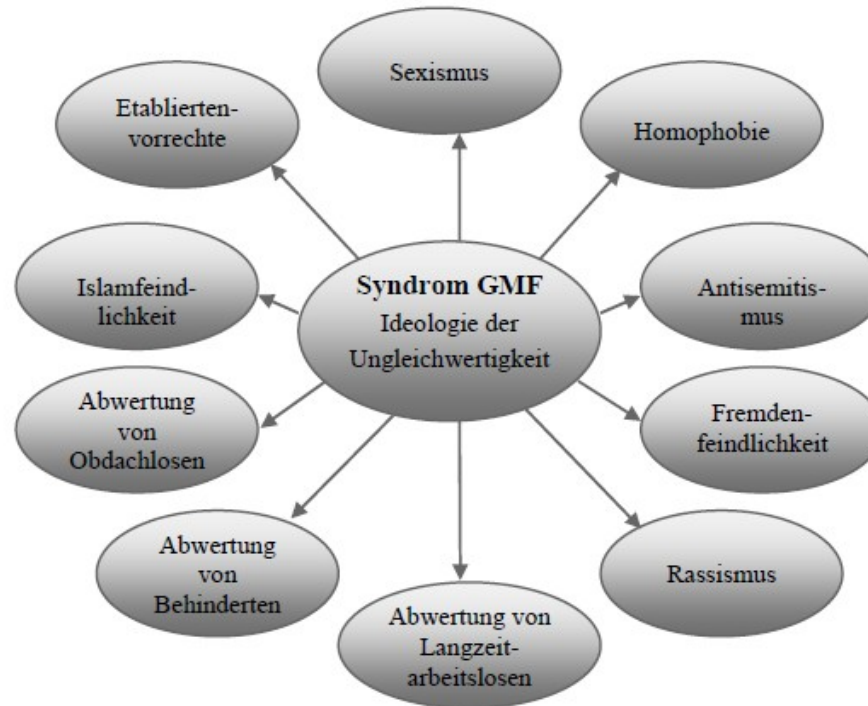 Sexismus
Etablierten-
vorrechte
Homophobie
Syndrom GMF
Ideologie der
Ungleichwertigkeit
Islamfeind-
lichkeit
Antisemitis-
mus
Abwertung
von
Obdachlosen
Fremden-
feindlichkeit
Abwertung
von
Behinderten
Abwertung von
Langzeit-
arbeitslosen
Rassismus